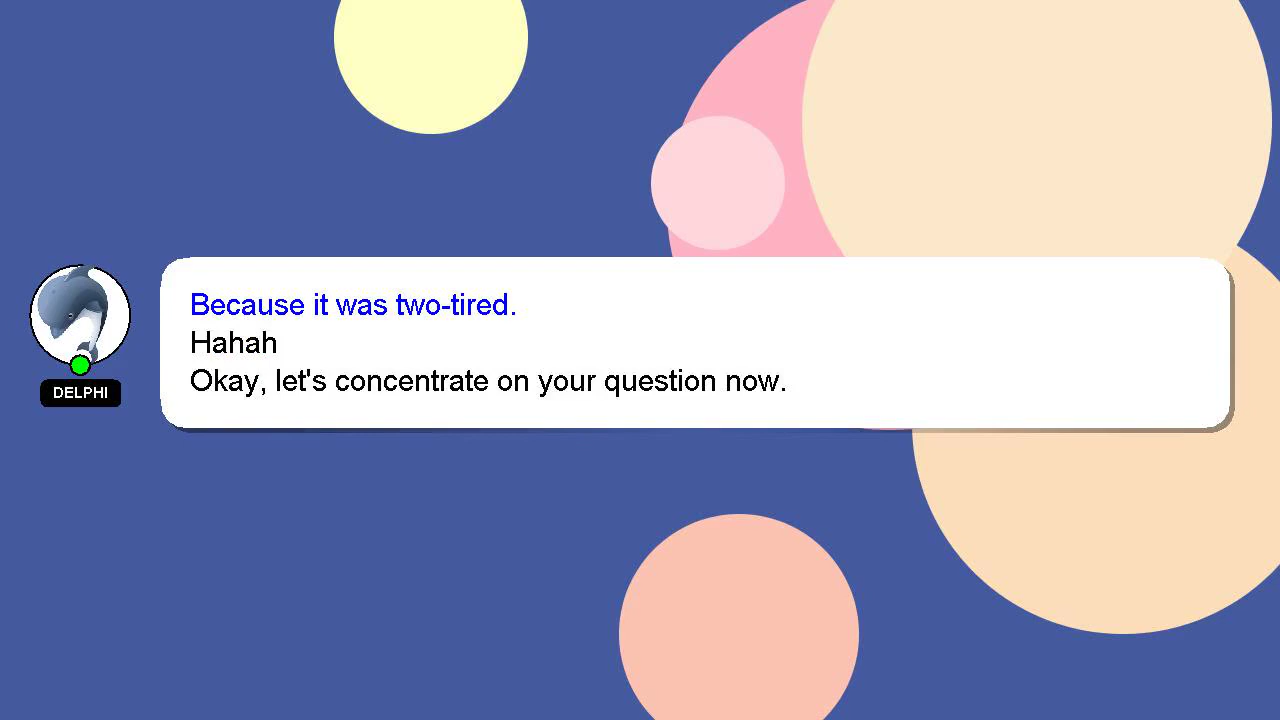 Because it was two-tired.
Hahah
Okay, let's concentrate on your question now.
DELPHI